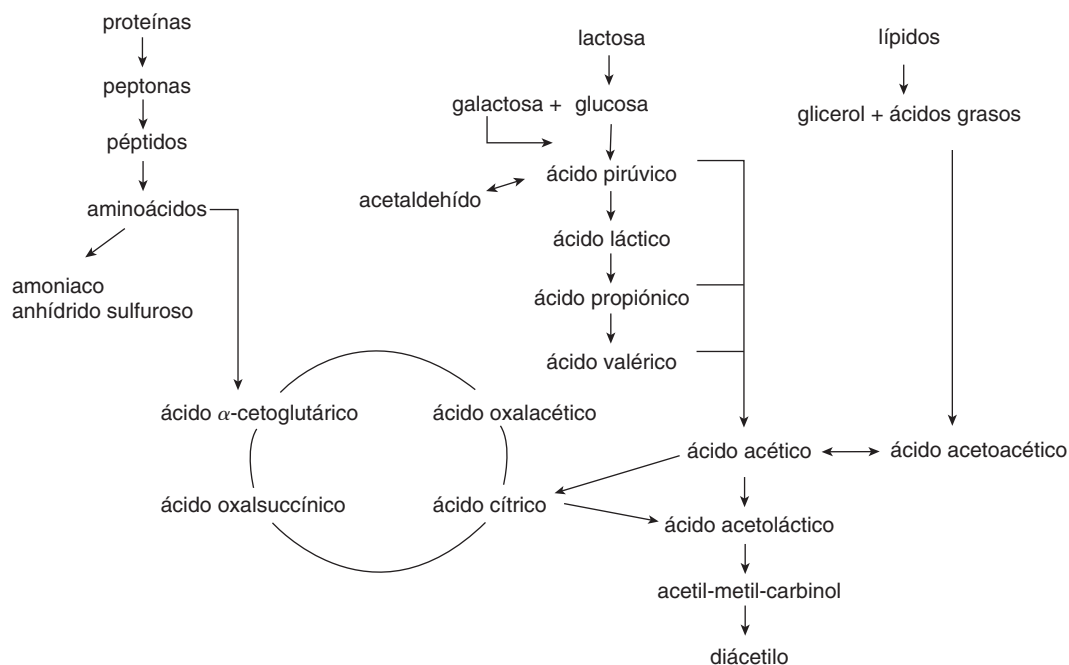 proteínas
peptonas
péptidos
aminoácidos
amoniaco
anhídrido sulfuroso
lactosa
galactosa + glucosa
ácido pirúvico
acetaldehído
ácido láctico
ácido propiónico
ácido valérico
lípidos
glicerol + ácidos grasos
ácido α-cetoglutárico
ácido oxalacético
ácido oxalsuccínico
ácido cítrico
ácido acético
ácido acetoacético
ácido acetoláctico
acetil-metil-carbinol
diácetilo